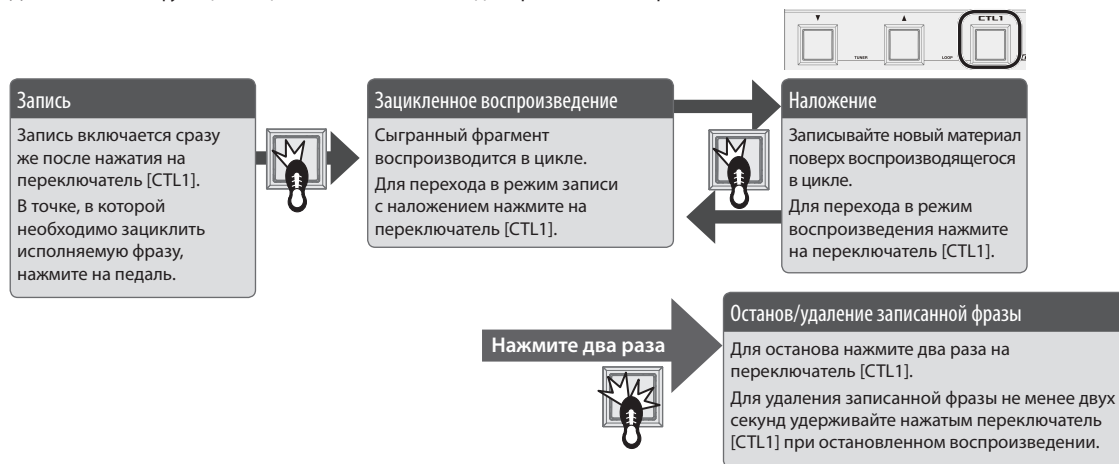 TUNER
LOOP
CTL1
Запись
Запись включается сразу
же после нажатия на
переключатель [CTL1].
В точке, в которой
необходимо зациклить
исполняемую фразу,
нажмите на педаль.
Зацикленное воспроизведение
Сыгранный фрагмент
воспроизводится в цикле.
Для перехода в режим записи
с наложением нажмите на
переключатель [CTL1].
Наложение
Записывайте новый материал
поверх воспроизводящегося
в цикле.
Для перехода в режим
воспроизведения нажмите
на переключатель [CTL1].
Нажмите два раза
Останов/удаление записанной фразы
Для останова нажмите два раза на
переключатель [CTL1].
Для удаления записанной фразы не менее двух
секунд удерживайте нажатым переключатель
[CTL1] при остановленном воспроизведении.